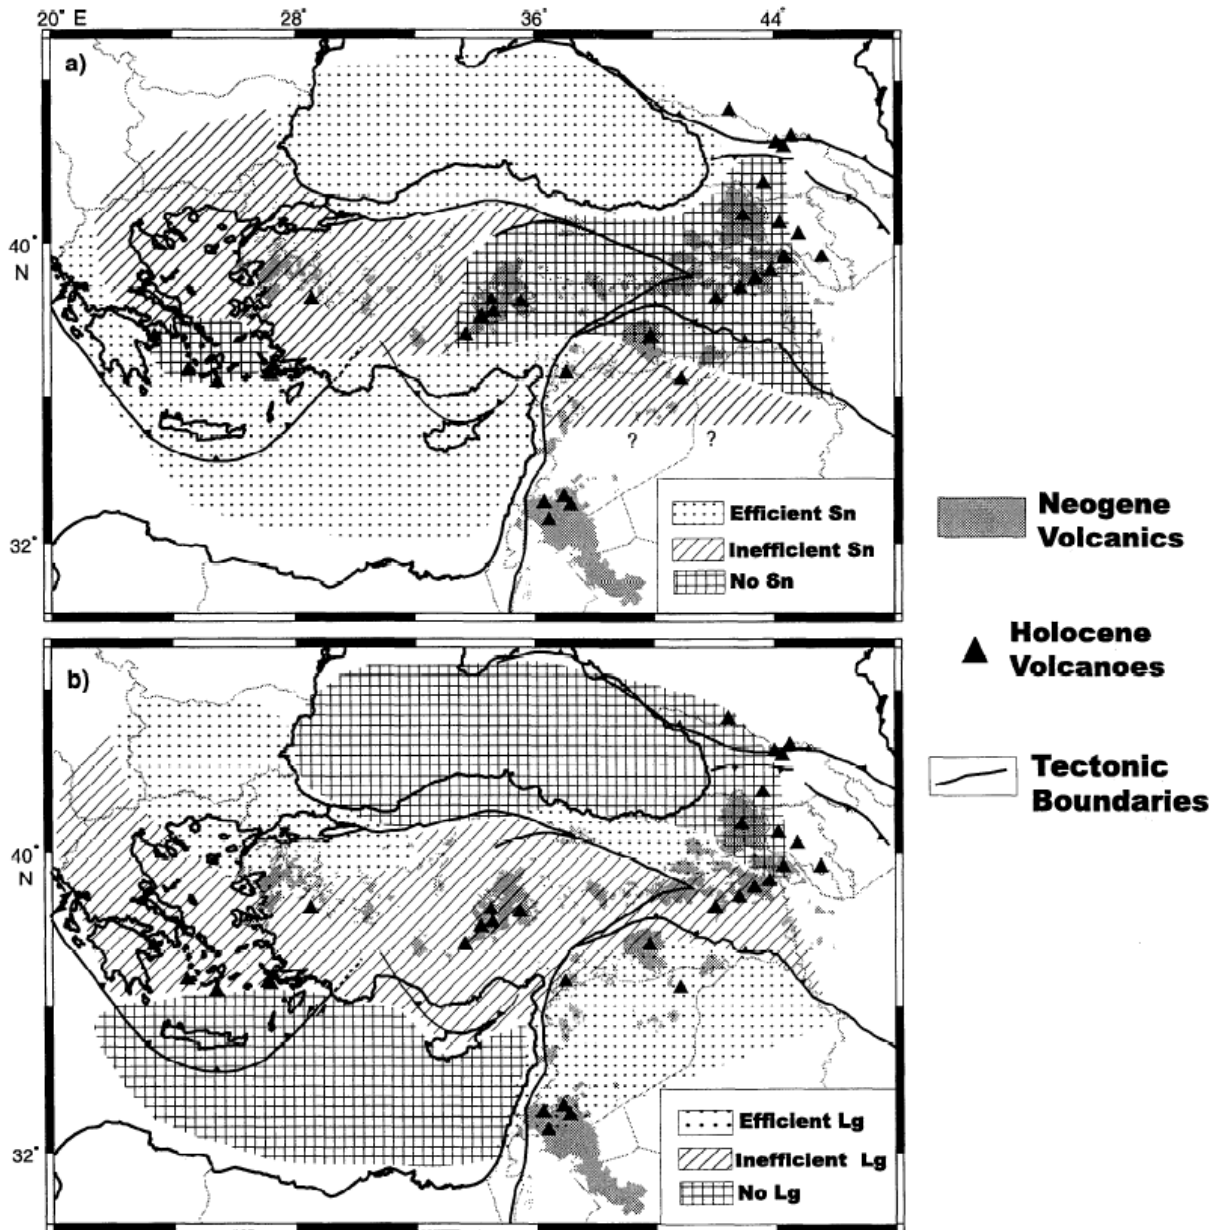 20° E 28° 36° 44°
a)
40°
N
32°
? ?
Efficient Sn
Inefficient Sn
No Sn
b)
40°
N
32°
Efficient Lg
Inefficient Lg
No Lg
Neogene
Volcanics
Holocene
Volcanoes
Tectonic
Boundaries